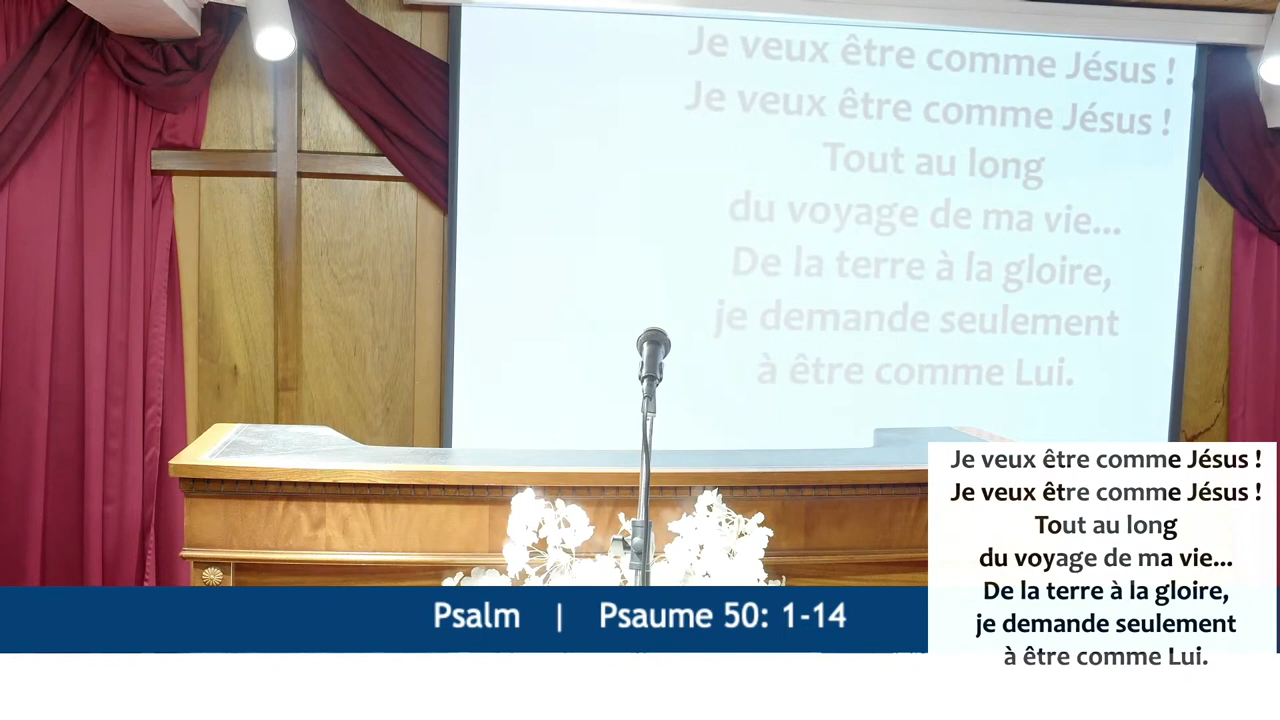 Je veux être comme Jésus !
Je veux être comme Jésus !
Tout au long
du voyage de ma vie...
De la terre à la gloire,
je demande seulement
à être comme Lui.
Psalm | Psaume 50: 1-14
Je veux être comme Jésus !
Je veux être comme Jésus !
Tout au long
du voyage de ma vie...
De la terre à la gloire,
je demande seulement
à être comme Lui.